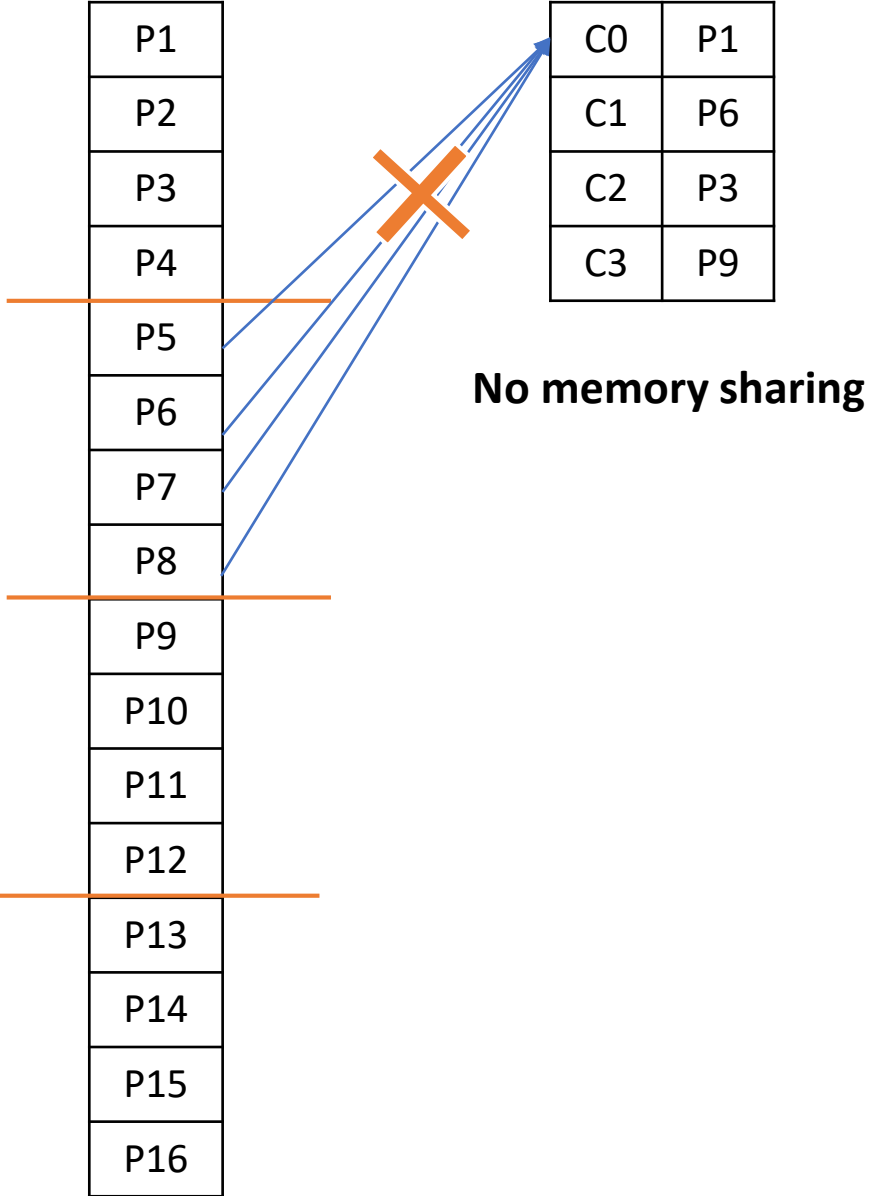 P1
P2
P3
P4
P5
P6
P7
P8
P9
P10
P11
P12
P13
P14
P15
P16
C0 P1
C1 P6
C2 P3
C3 P9
No memory sharing